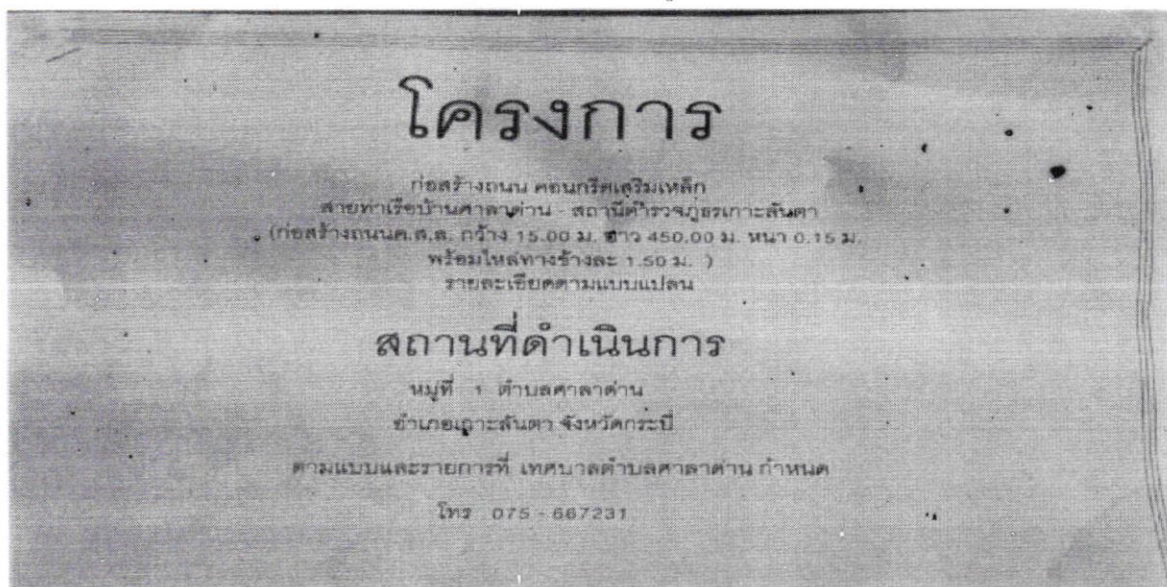 โครงการ
ก่อสร้างถนน คอนกรีตเสริมเหล็ก
สายท่าเรือบ้านศาลาด่าน - สถานีตำรวจภูธรเกาะลันตา
(ก่อสร้างถนนค.ส.ล. กว้าง 15.00 ม. ยาว 450.00 ม. หนา 0.15 ม.
พร้อมไหล่ทางข้างละ 1.50 ม. )
รายละเอียดตามแบบแปลน
สถานที่ดำเนินการ
หมู่ที่ 1 ตำบลศาลาด่าน
อำเภอเกาะลันตา จังหวัดกระบี่
ตามแบบและรายการที่ เทศบาลตำบลศาลาด่าน กำหนด
โทร 075 - 667231